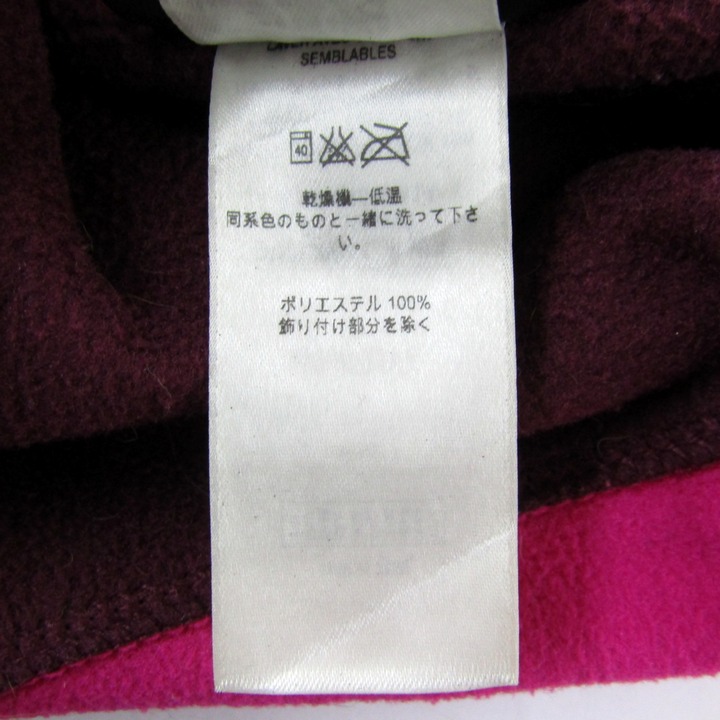 SEMBLABLES
40
乾燥機―低温
同系色のものと一緒に洗って下さ
い。
ポリエステル 100%
飾り付け部分を除く